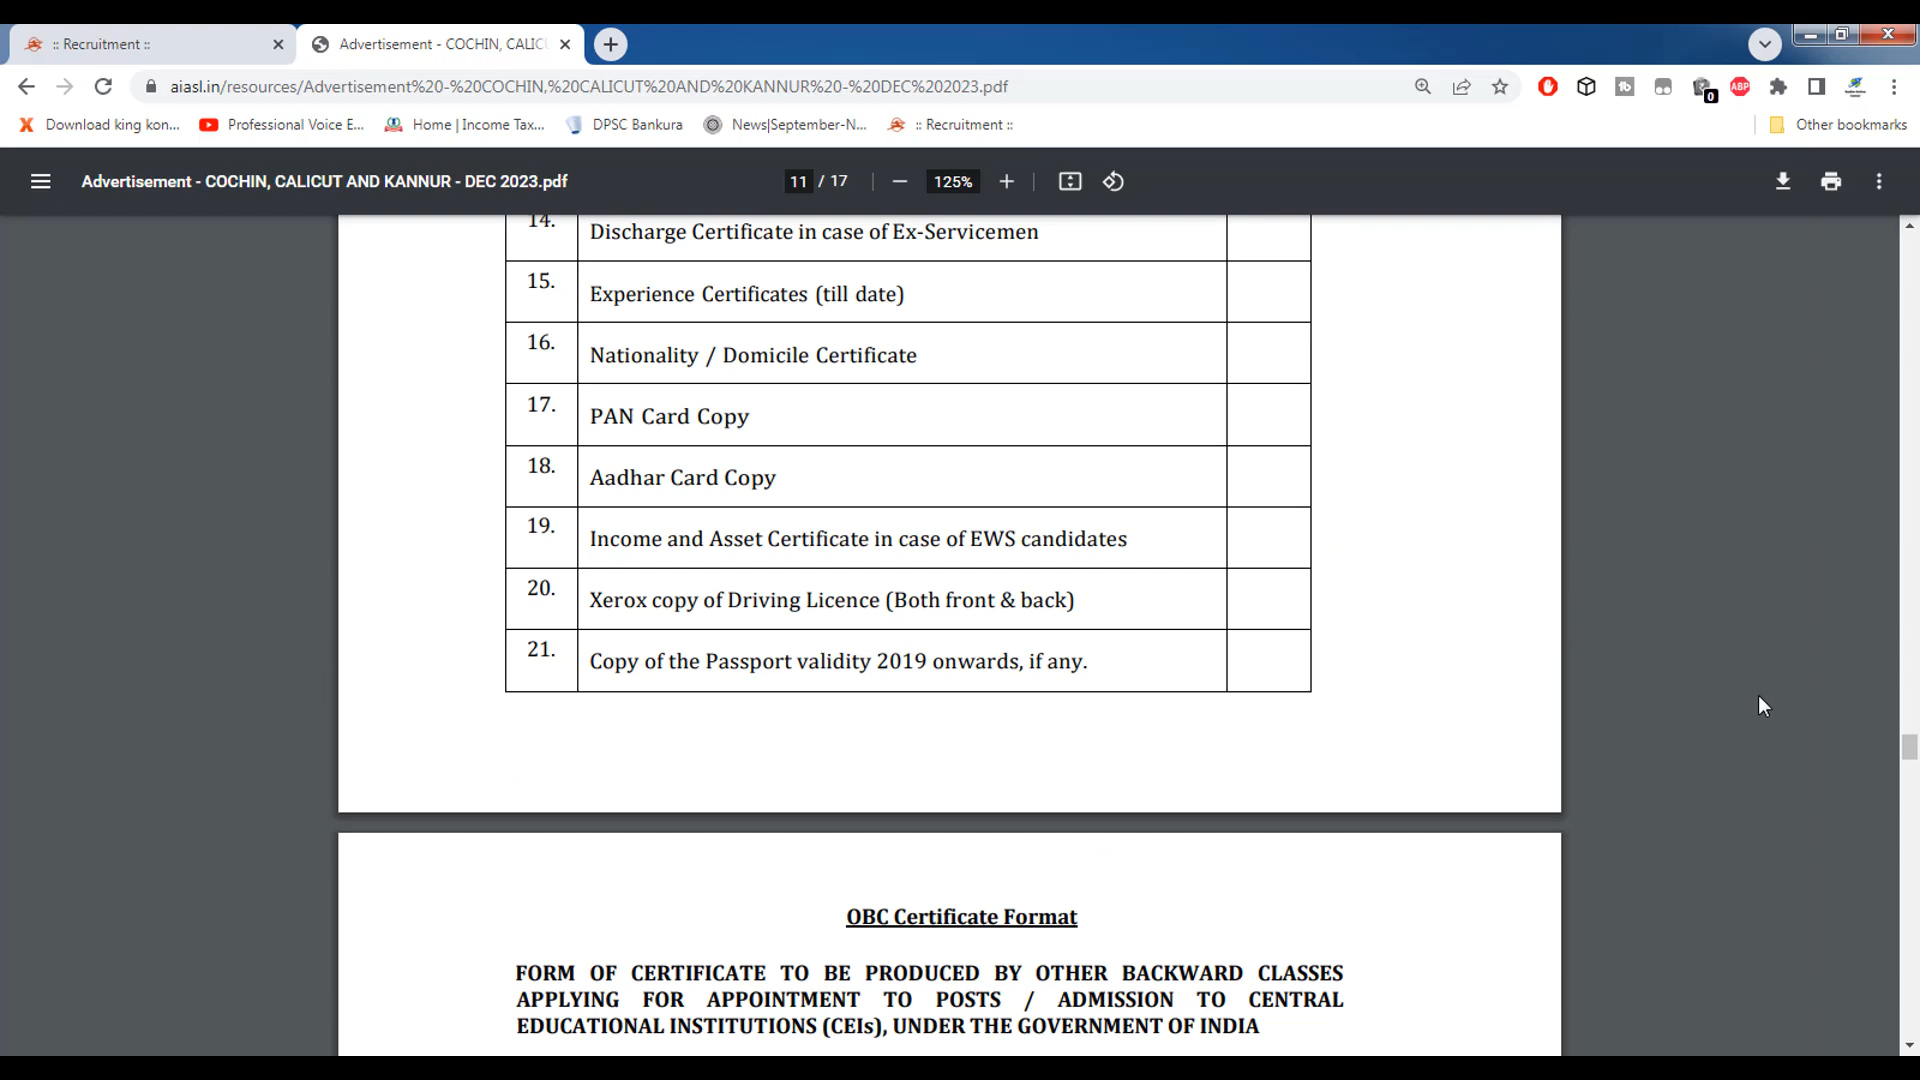 :: Recruitment ::
Advertisement - COCHIN, CALIC
aiasl.in/resources/Advertisement%20-%20COCHIN,%20CALICUT%20AND%20KANNUR%20-%20DEC%202023.pdf
0
ABP
Download king kon...
Professional Voice E...
Home | Income Tax...
DPSC Bankura
News|September-N...
:: Recruitment ::
Other bookmarks
Advertisement - COCHIN, CALICUT AND KANNUR - DEC 2023.pdf
11 / 17
125%
14. Discharge Certificate in case of Ex-Servicemen
15. Experience Certificates (till date)
16. Nationality / Domicile Certificate
17. PAN Card Copy
18. Aadhar Card Copy
19. Income and Asset Certificate in case of EWS candidates
20. Xerox copy of Driving Licence (Both front & back)
21. Copy of the Passport validity 2019 onwards, if any.
OBC Certificate Format
FORM OF CERTIFICATE TO BE PRODUCED BY OTHER BACKWARD CLASSES
APPLYING FOR APPOINTMENT TO POSTS / ADMISSION TO CENTRAL
EDUCATIONAL INSTITUTIONS (CEIs), UNDER THE GOVERNMENT OF INDIA